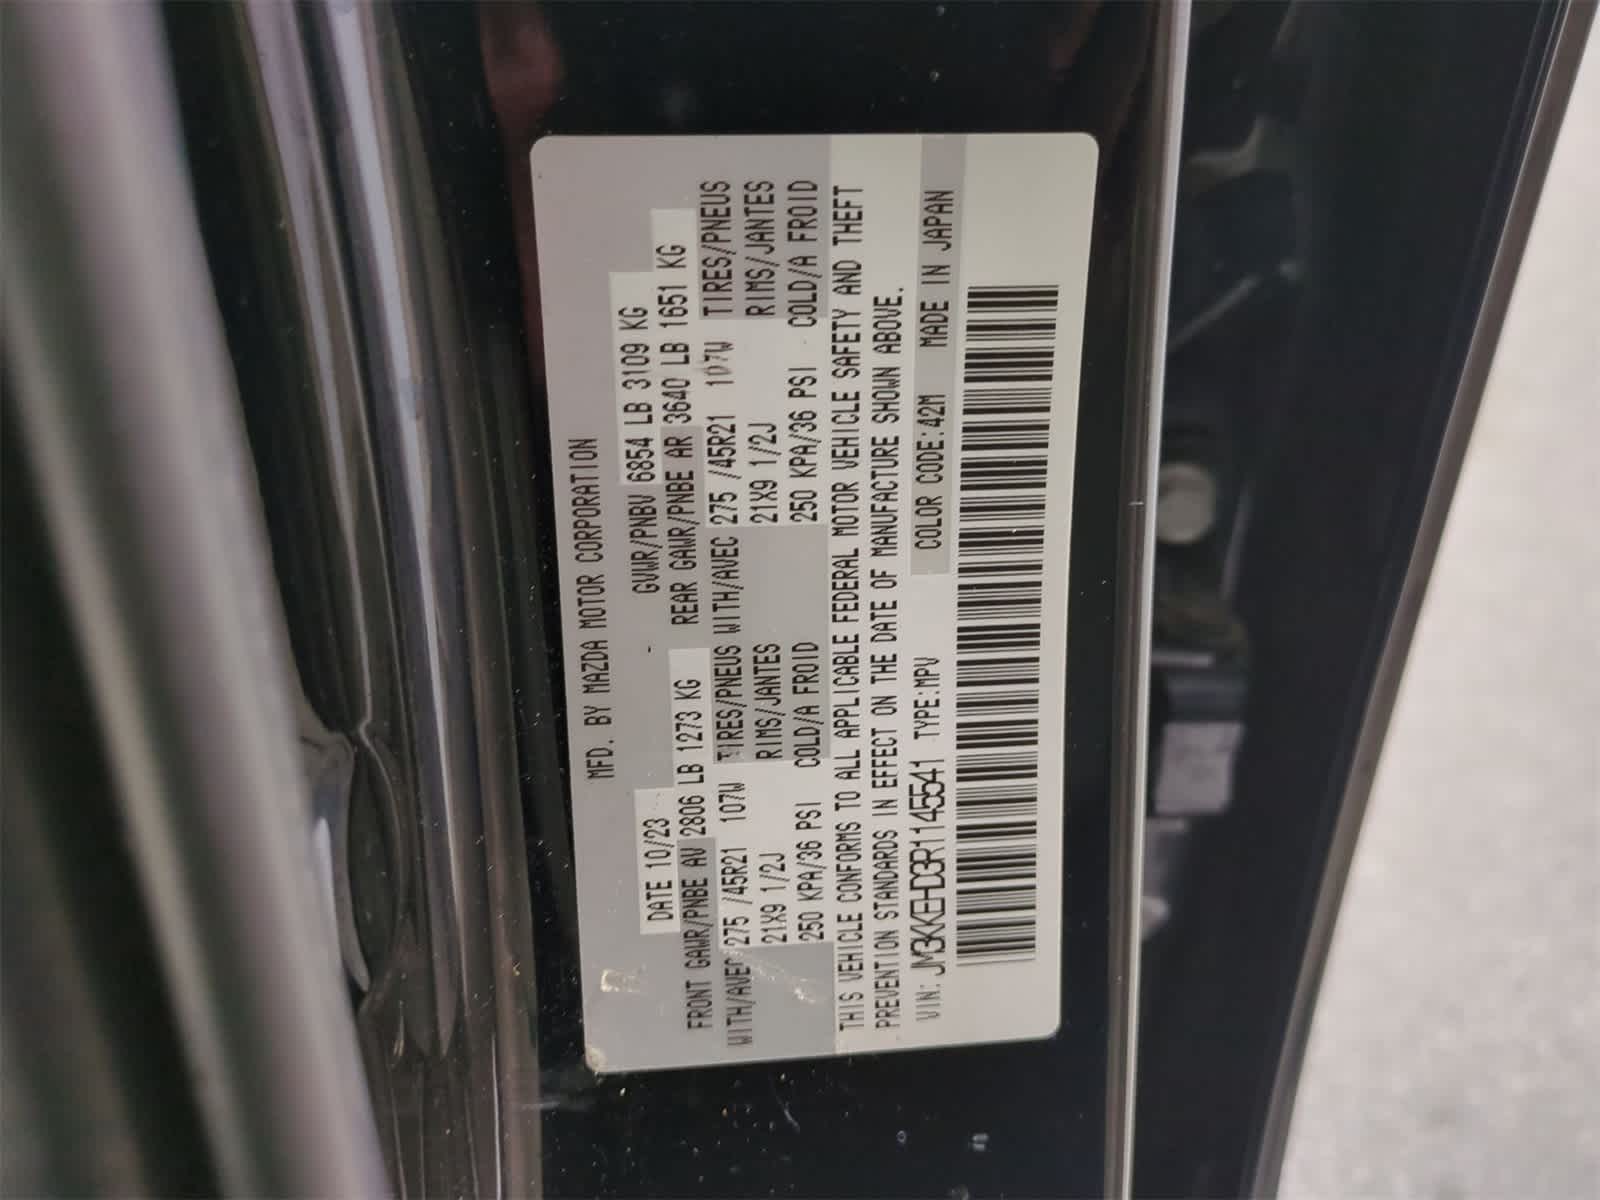 MFD. BY MAZDA MOTOR CORPORATION
DATE 10/23 - GVWR/PNBV 6854 LB 3109 KG
FRONT GAWR/PNBE AV 2806 LB 1273 KG REAR GAWR/PNBE AR 3640 LB 1651 KG
WITH/AVEC 275 /45R21 107W TIRES/PNEUS WITH/AVEC 275 /45R21 107W TIRES/PNEUS
21X9 1/2J RIMS/JANTES 21X9 1/2J RIMS/JANTES
250 KPA/36 PSI COLD/A FROID 250 KPA/36 PSI COLD/A FROID
THIS VEHICLE CONFORMS TO ALL APPLICABLE FEDERAL MOTOR VEHICLE SAFETY AND THEFT
PREVENTION STANDARDS IN EFFECT ON THE DATE OF MANUFACTURE SHOWN ABOVE.
VIN: JM3KKEHD3R1145541 TYPE:MPV COLOR CODE:42M MADE IN JAPAN